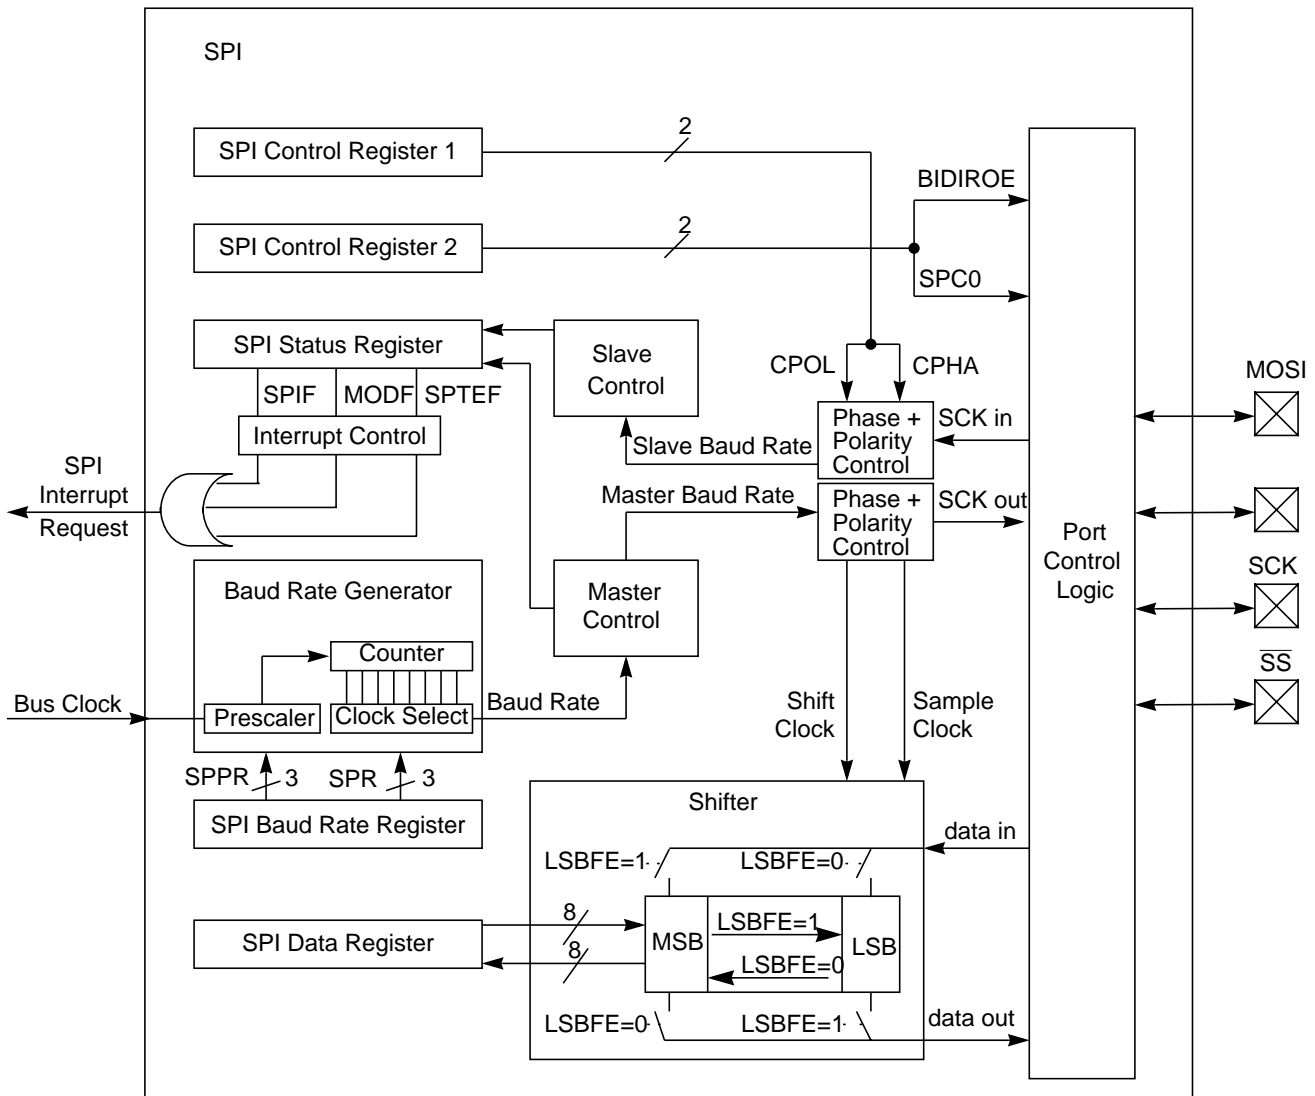 SPI
SPI Control Register 1
2
BIDIROE
SPI Control Register 2
2
SPC0
SPI Status Register
Slave
Control
CPOL
CPHA
SPIF
MODF
SPTEF
Interrupt Control
Phase +
Polarity
Control
SCK in
Slave Baud Rate
MOSI
SPI
Interrupt
Request
Master Baud Rate
Phase +
Polarity
Control
SCK out
Port
Control
Logic
SCK
SS
Baud Rate Generator
Master
Control
Counter
Bus Clock
Prescaler
Clock Select
Baud Rate
Shift
Clock
Sample
Clock
SPPR
3
SPR
3
SPI Baud Rate Register
Shifter
data in
LSBFE=1
LSBFE=0
SPI Data Register
8
8
MSB
LSBFE=1
LSBFE=0
LSB
LSBFE=0
LSBFE=1
data out